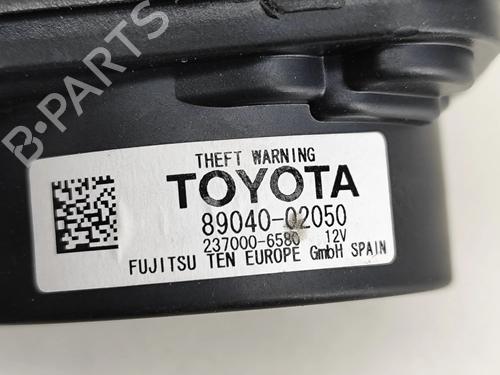 B-PARTS
THEFT WARNING
TOYOTA
89040-02050
237000-6580 12V
FUJITSU TEN EUROPE GmbH SPAIN